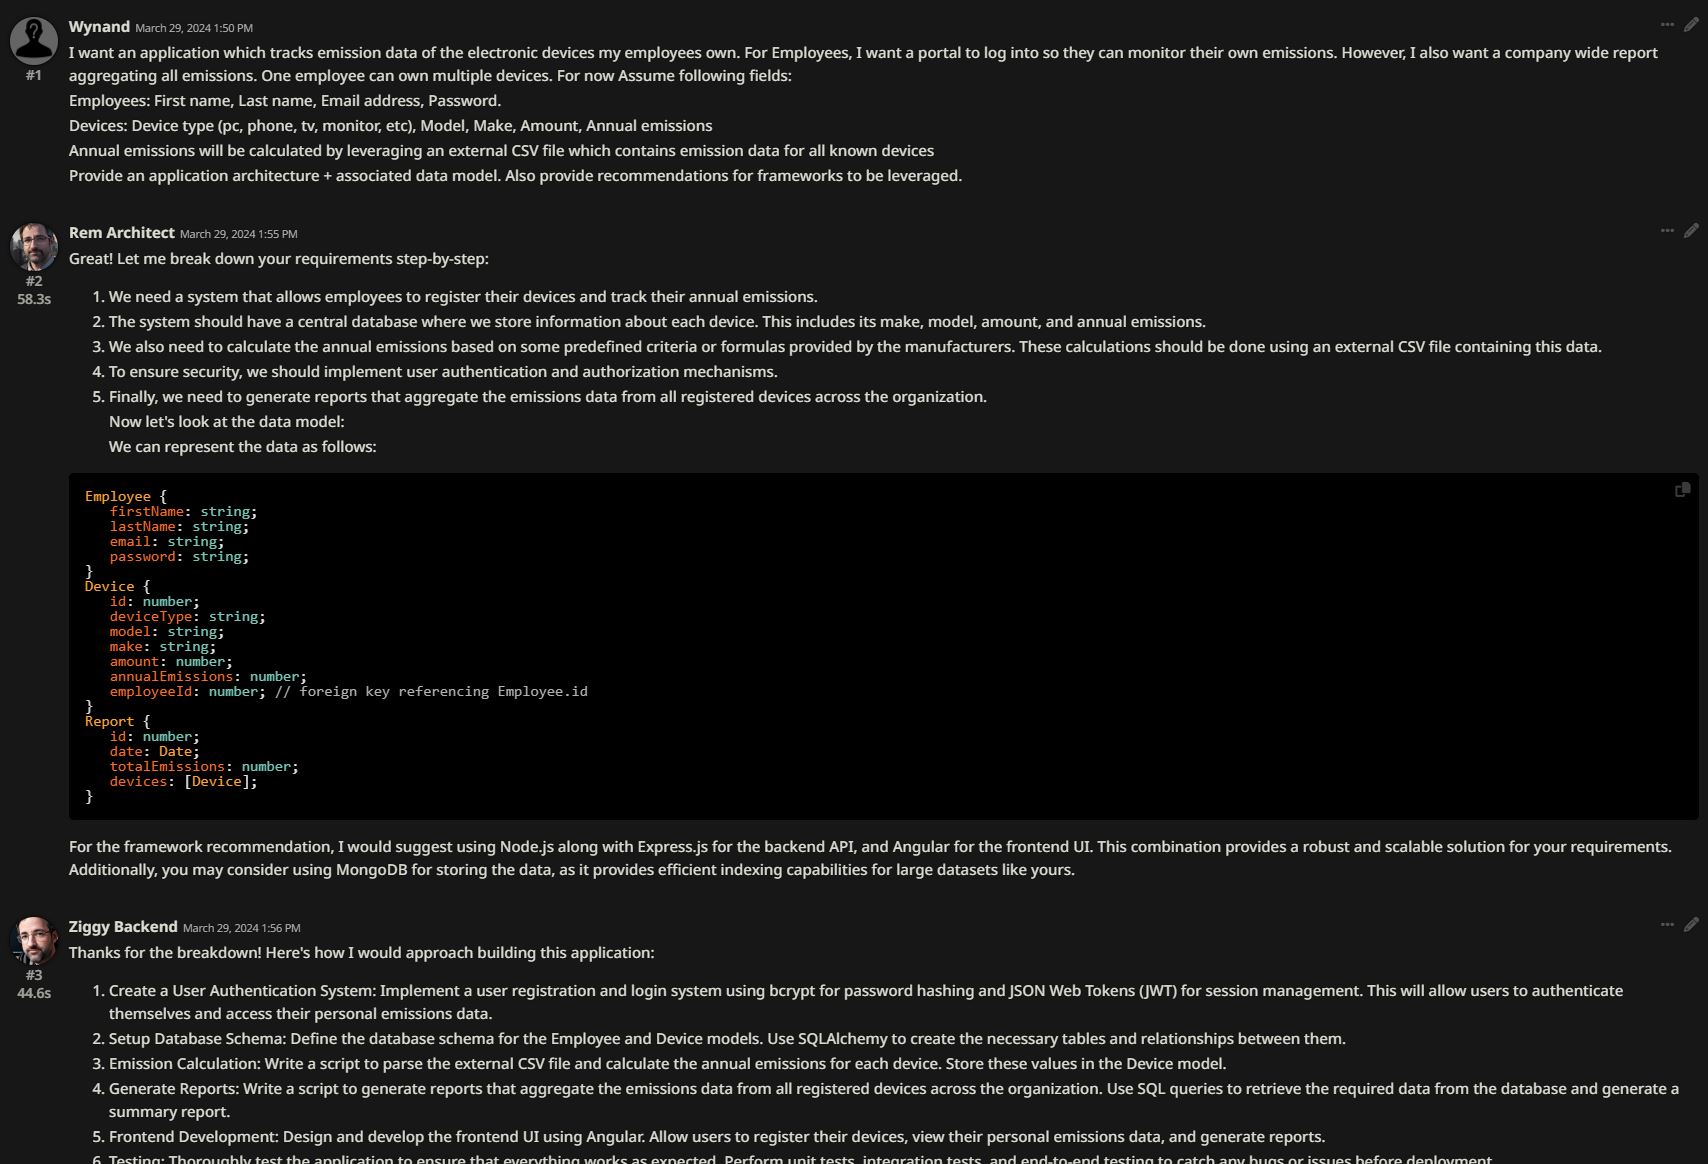 Wynand March 29, 2024 1:50 PM
I want an application which tracks emission data of the electronic devices my employees own. For Employees, I want a portal to log into so they can monitor their own emissions. However, I also want a company wide report
aggregating all emissions. One employee can own multiple devices. For now Assume following fields:
#1
Employees: First name, Last name, Email address, Password.
Devices: Device type (pc, phone, tv, monitor, etc), Model, Make, Amount, Annual emissions
Annual emissions will be calculated by leveraging an external CSV file which contains emission data for all known devices
Provide an application architecture + associated data model. Also provide recommendations for frameworks to be leveraged.
Rem Architect March 29, 2024 1:55 PM
Great! Let me break down your requirements step-by-step:
#2
58.3s
1. We need a system that allows employees to register their devices and track their annual emissions.
2. The system should have a central database where we store information about each device. This includes its make, model, amount, and annual emissions.
3. We also need to calculate the annual emissions based on some predefined criteria or formulas provided by the manufacturers. These calculations should be done using an external CSV file containing this data.
4. To ensure security, we should implement user authentication and authorization mechanisms.
5. Finally, we need to generate reports that aggregate the emissions data from all registered devices across the organization.
Now let's look at the data model:
We can represent the data as follows:
Employee {
firstName: string;
lastName: string;
email: string;
password: string;
}
Device {
id: number;
deviceType: string;
model: string;
make: string;
amount: number;
annualEmissions: number;
employeeId: number; // foreign key referencing Employee.id
}
Report {
id: number;
date: Date;
totalEmissions: number;
devices: [Device];
}
For the framework recommendation, I would suggest using Node.js along with Express.js for the backend API, and Angular for the frontend UI. This combination provides a robust and scalable solution for your requirements.
Additionally, you may consider using MongoDB for storing the data, as it provides efficient indexing capabilities for large datasets like yours.
Ziggy Backend March 29, 2024 1:56 PM
Thanks for the breakdown! Here's how I would approach building this application:
#3
44.6s
1. Create a User Authentication System: Implement a user registration and login system using bcrypt for password hashing and JSON Web Tokens (JWT) for session management. This will allow users to authenticate
themselves and access their personal emissions data.
2. Setup Database Schema: Define the database schema for the Employee and Device models. Use SQLAlchemy to create the necessary tables and relationships between them.
3. Emission Calculation: Write a script to parse the external CSV file and calculate the annual emissions for each device. Store these values in the Device model.
4. Generate Reports: Write a script to generate reports that aggregate the emissions data from all registered devices across the organization. Use SQL queries to retrieve the required data from the database and generate a
summary report.
5. Frontend Development: Design and develop the frontend UI using Angular. Allow users to register their devices, view their personal emissions data, and generate reports.
6. Testing: Thoroughly test the application to ensure that everything works as expected. Perform unit tests, integration tests, and end-to-end testing to catch any bugs or issues before deployment.